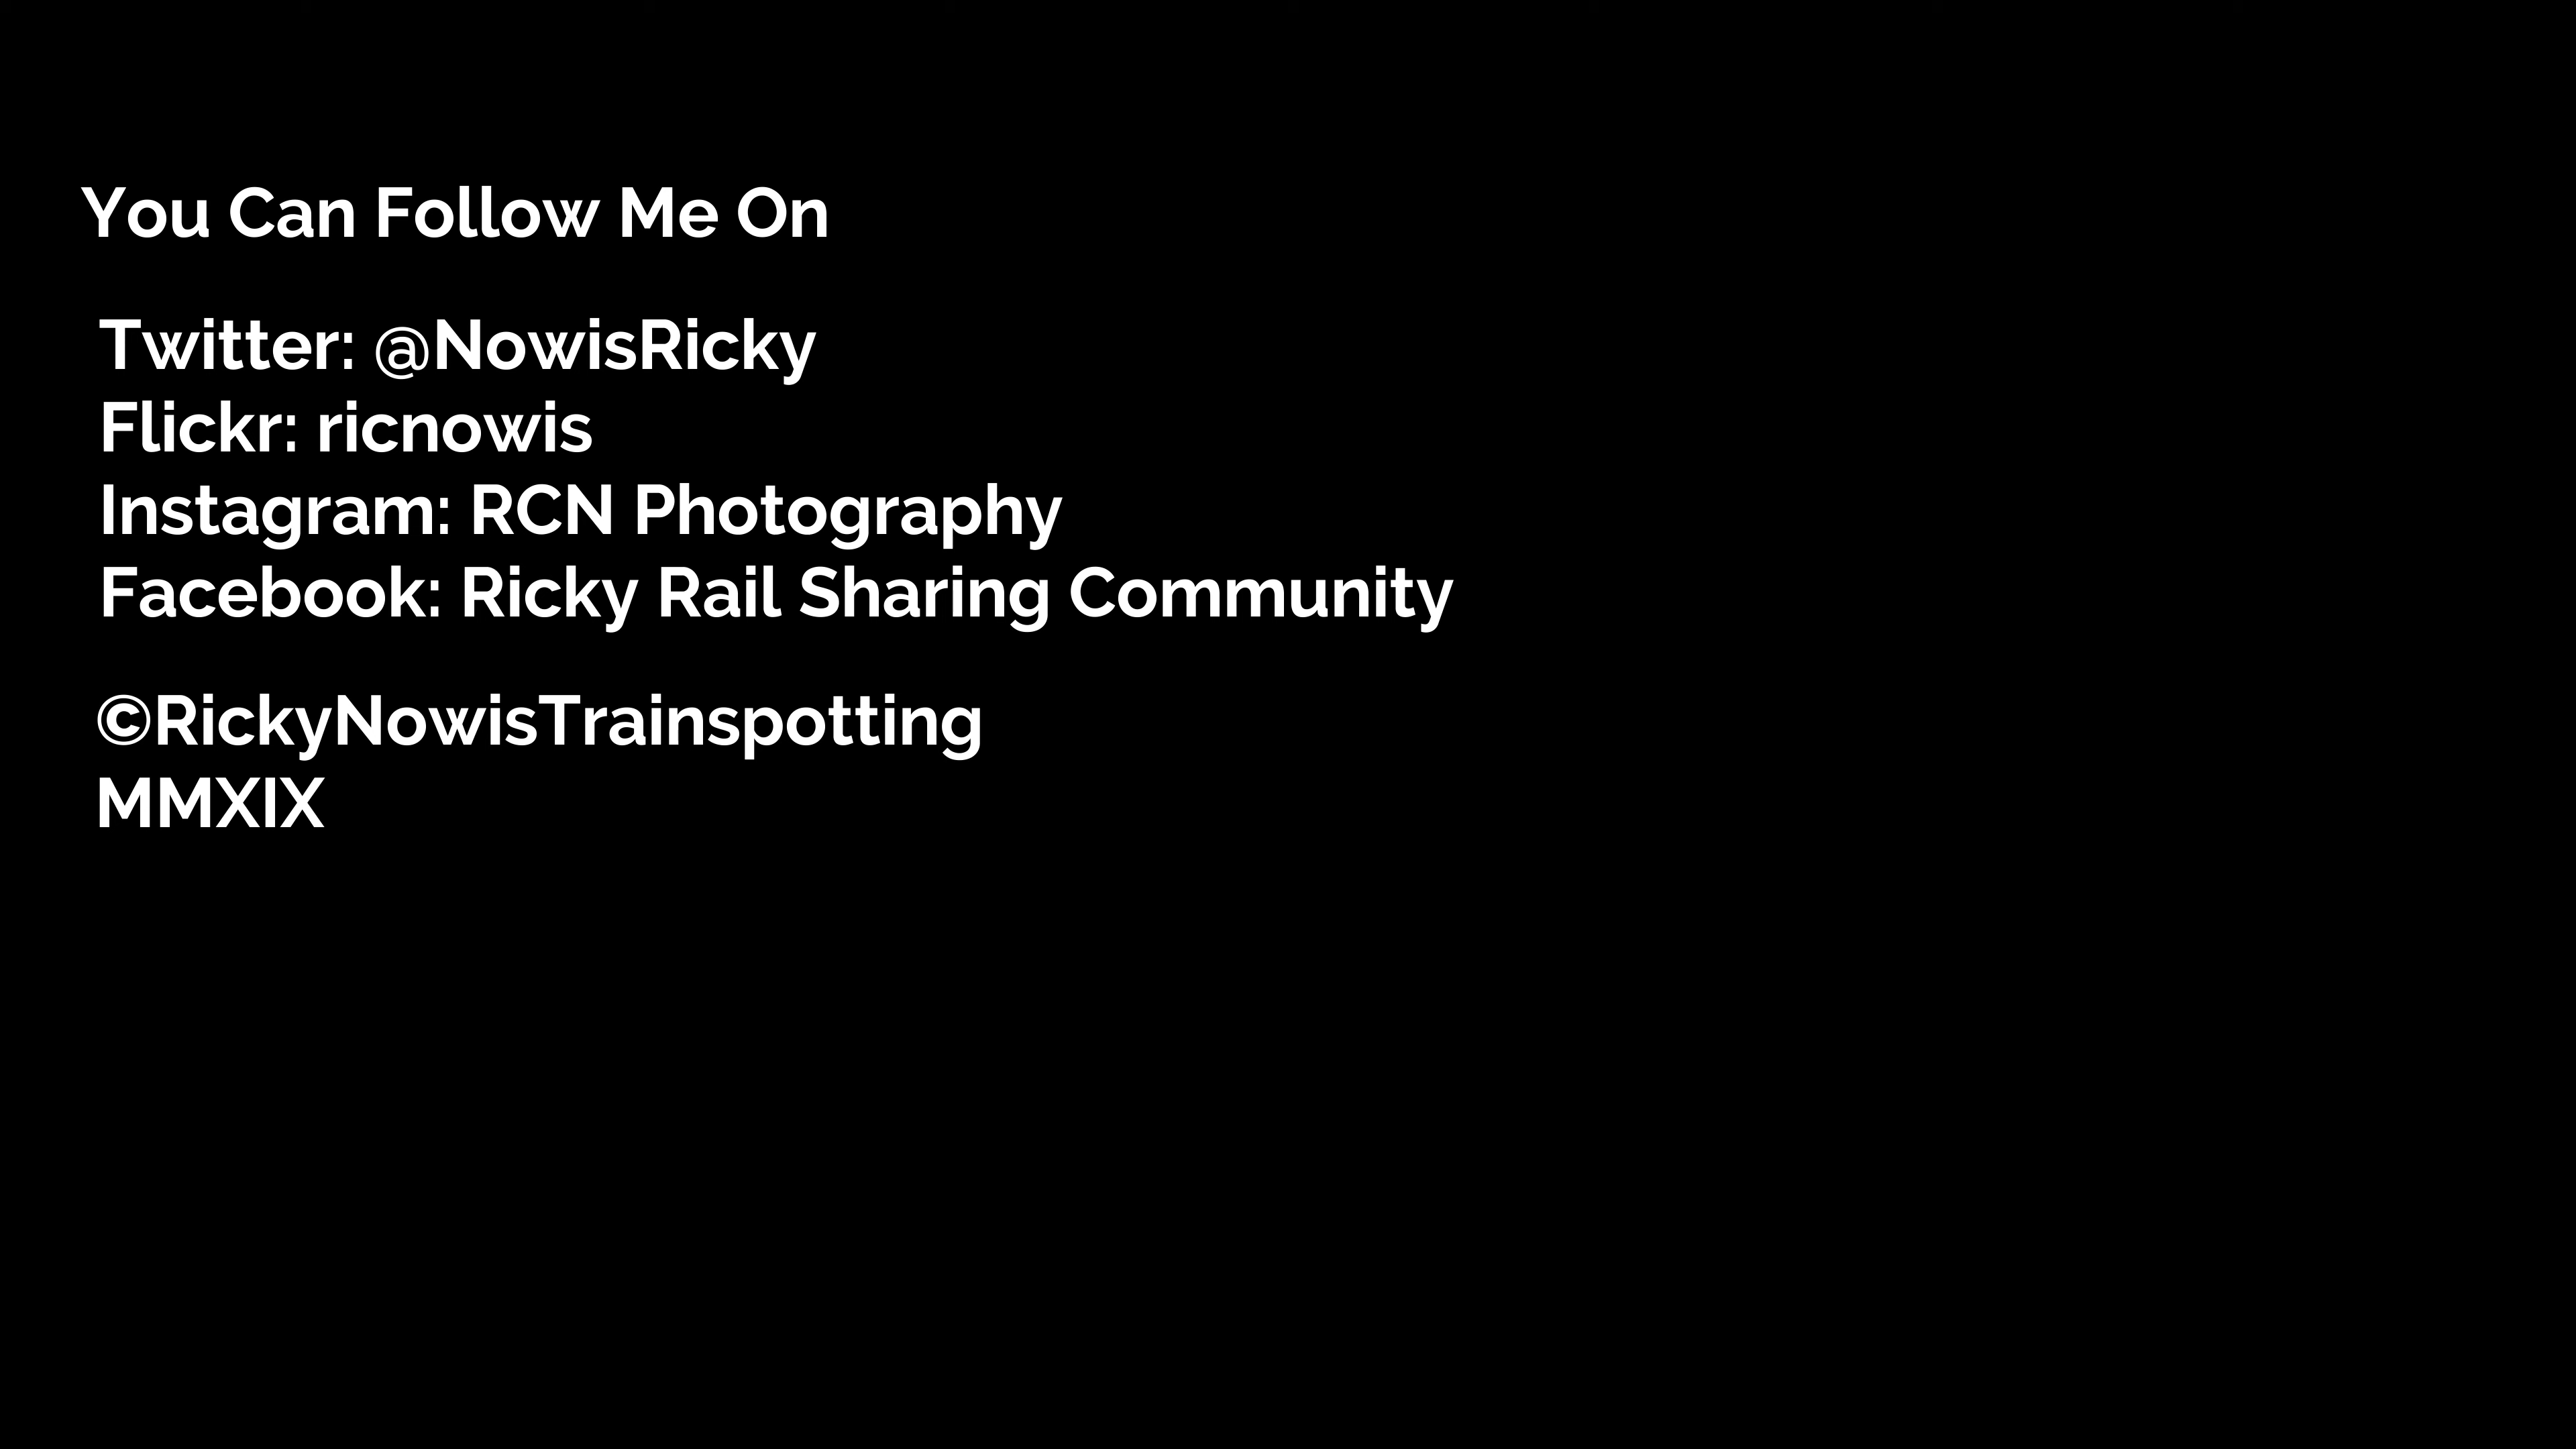 You Can Follow Me On
Twitter: @NowisRicky
Flickr: ricnowis
Instagram: RCN Photography
Facebook: Ricky Rail Sharing Community
©RickyNowisTrainspotting
MMXIX